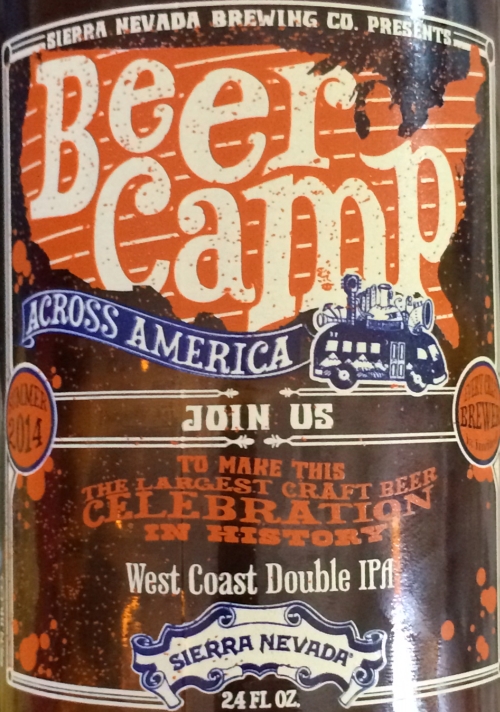 SIERRA NEVADA BREWING CO. PRESENTS
Beer
Camp
ACROSS AMERICA
SUMMER
2014
JOIN US
TO MAKE THIS
THE LARGEST CRAFT BEER
CELEBRATION
IN HISTORY
West Coast Double IPA
SIERRA NEVADA
24 FL. OZ.